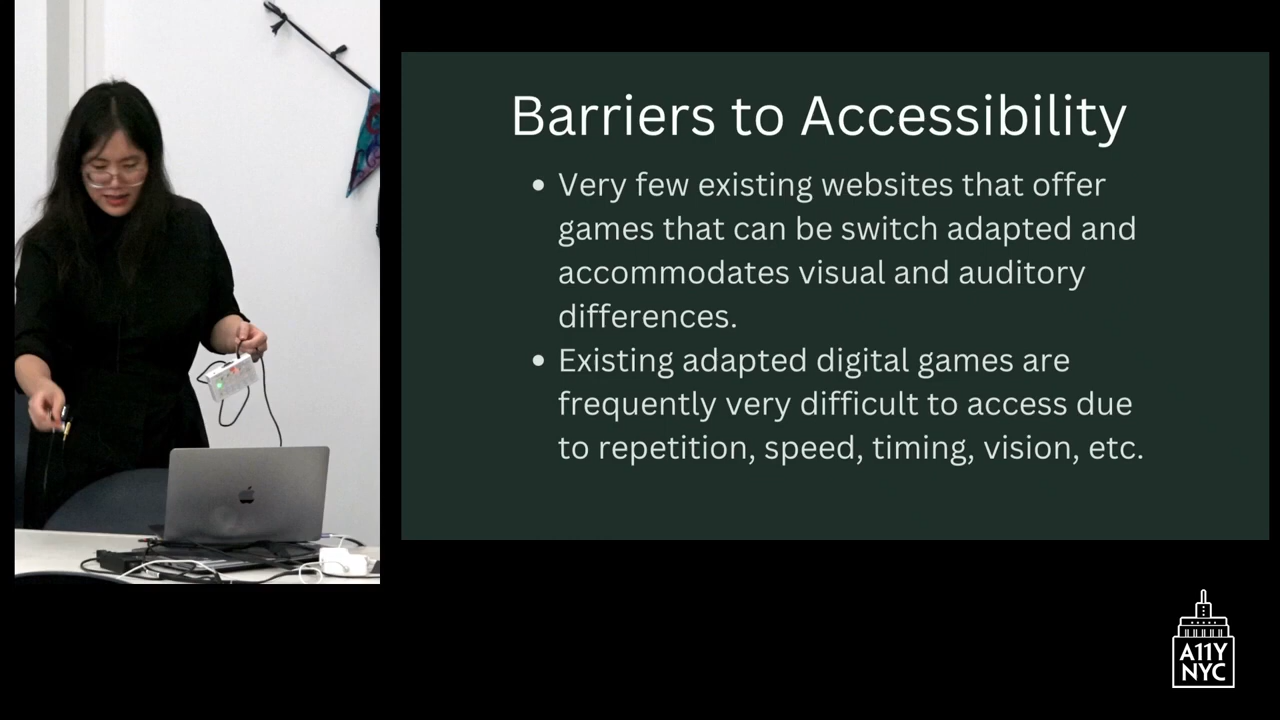 Barriers to Accessibility
• Very few existing websites that offer
games that can be switch adapted and
accommodates visual and auditory
differences.
• Existing adapted digital games are
frequently very difficult to access due
to repetition, speed, timing, vision, etc.
A11Y
NYC